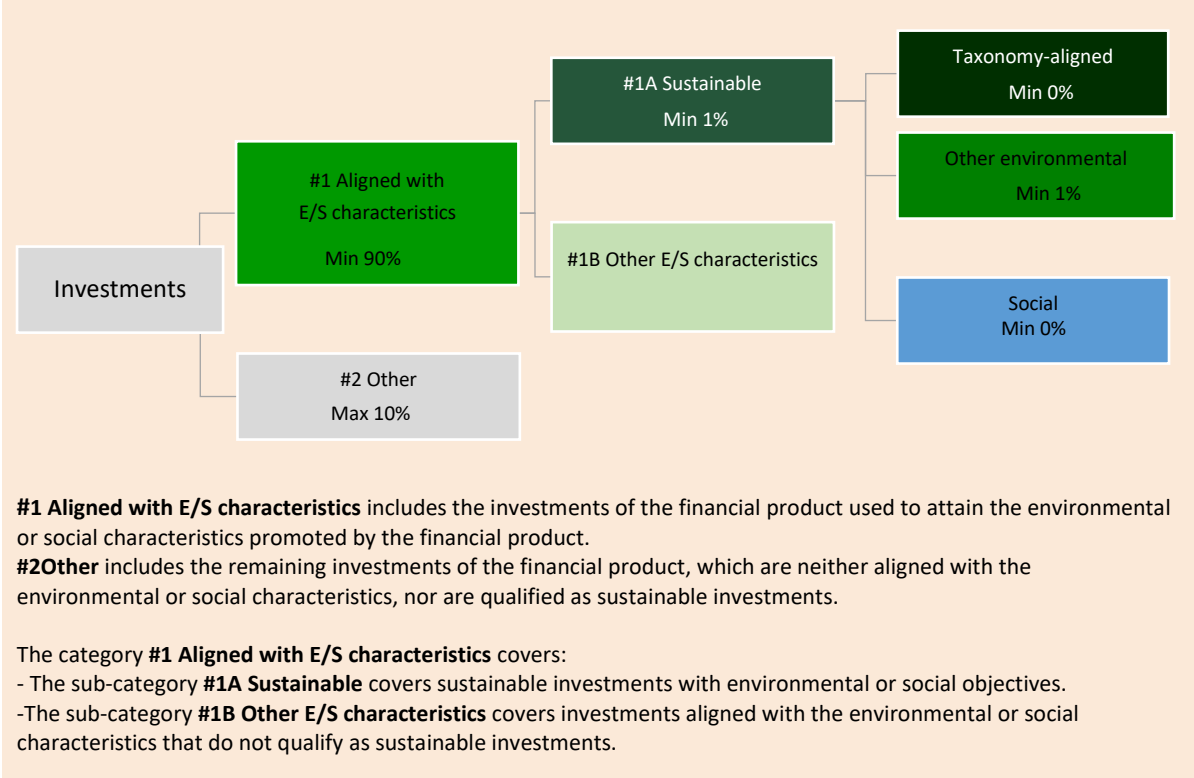 Investments
#1 Aligned with
E/S characteristics
Min 90%
#2 Other
Max 10%
#1A Sustainable
Min 1%
#1B Other E/S characteristics
Taxonomy-aligned
Min 0%
Other environmental
Min 1%
Social
Min 0%
#1 Aligned with E/S characteristics includes the investments of the financial product used to attain the environmental
or social characteristics promoted by the financial product.
#2Other includes the remaining investments of the financial product, which are neither aligned with the
environmental or social characteristics, nor are qualified as sustainable investments.
The category #1 Aligned with E/S characteristics covers:
- The sub-category #1A Sustainable covers sustainable investments with environmental or social objectives.
-The sub-category #1B Other E/S characteristics covers investments aligned with the environmental or social
characteristics that do not qualify as sustainable investments.